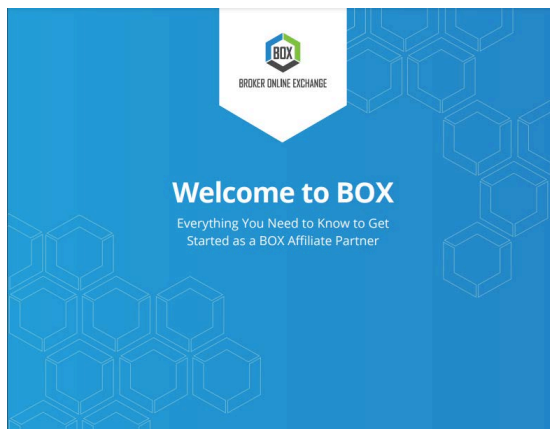 BOX
BROKER ONLINE EXCHANGE
Welcome to BOX
Everything You Need to Know to Get
Started as a BOX Affiliate Partner